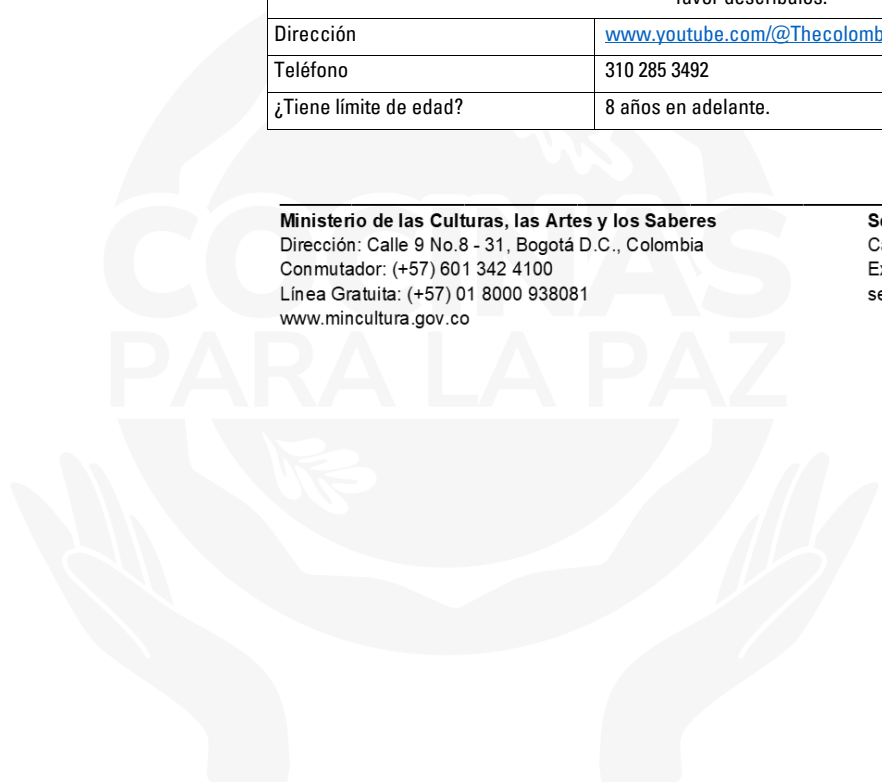 favor descríbalos.
Dirección www.youtube.com/@Thecolomb
Teléfono 310 285 3492
¿Tiene límite de edad? 8 años en adelante.
Ministerio de las Culturas, las Artes y los Saberes
Dirección: Calle 9 No.8 - 31, Bogotá D.C., Colombia
Conmutador: (+57) 601 342 4100
Línea Gratuita: (+57) 01 8000 938081
www.mincultura.gov.co
COCINAS
PARA LA PAZ